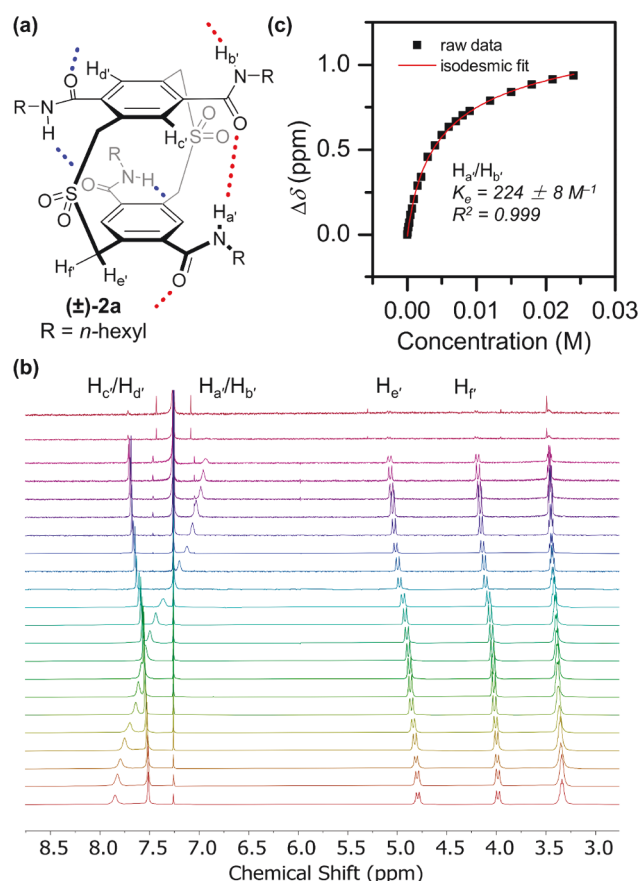 (a)
H_b'
O
H_d'
N
R
R
N
H
O
S
O
O
H_c'
R
N
H
O
S
O
O
H_a'
N
R
O
H_f'
H_e'
(±)-2a
R = n-hexyl
(c)
raw data
isodesmic fit
H_a'/H_b'
K_e = 224 ± 8 M⁻¹
R² = 0.999
Δδ (ppm)
1.0
0.5
0.0
0.00 0.01 0.02 0.03
Concentration (M)
(b)
H_c'/H_d' H_a'/H_b' H_e' H_f'
8.5 8.0 7.5 7.0 6.5 6.0 5.5 5.0 4.5 4.0 3.5 3.0
Chemical Shift (ppm)